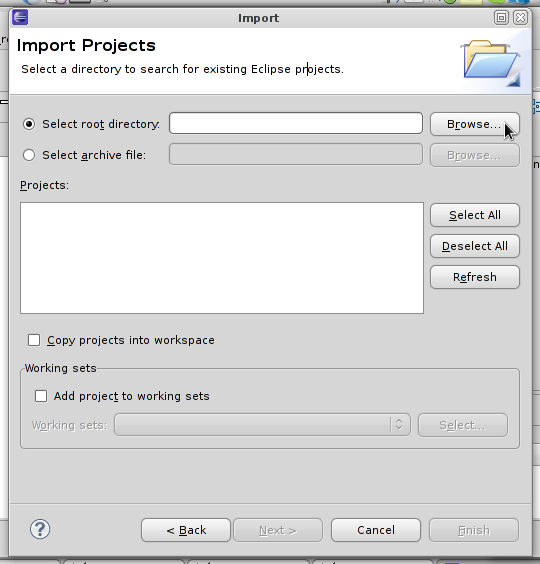 Import
Import Projects
Select a directory to search for existing Eclipse projects.
Select root directory:
Browse...
Select archive file:
Browse...
Projects:
Select All
Deselect All
Refresh
Copy projects into workspace
Working sets
Add project to working sets
Working sets:
Select...
?
< Back
Next >
Cancel
Finish